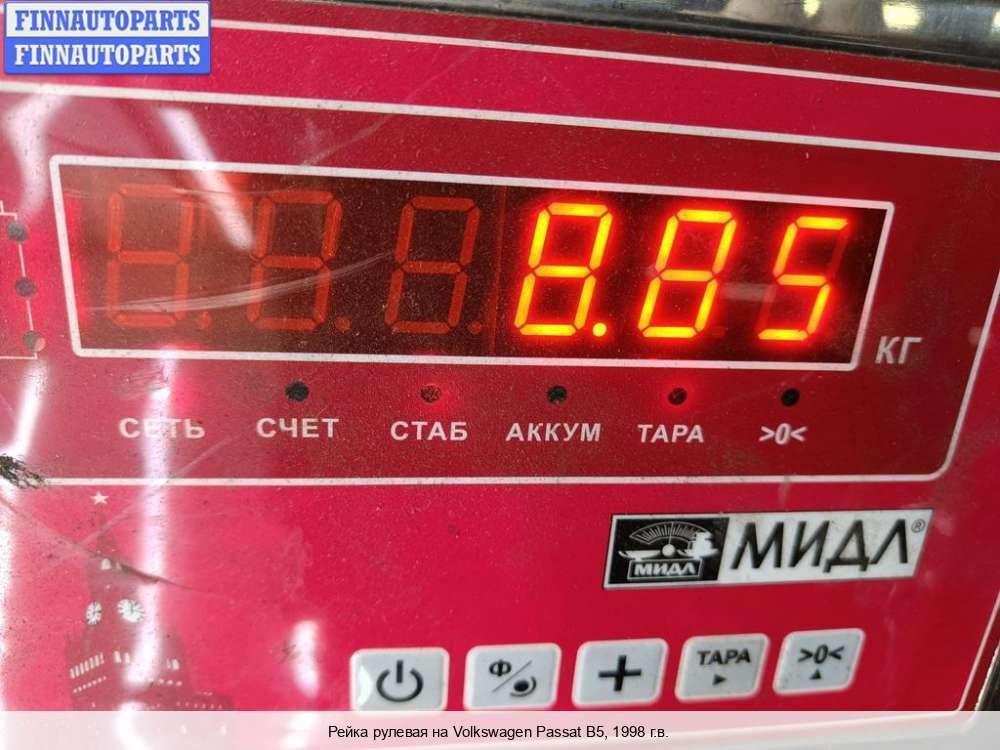 FINNAUTOPARTS
FINNAUTOPARTS
8.05
КГ
СЕТЬ СЧЕТ СТАБ АККУМ ТАРА >0<
МИДЛ МИДЛ®
Ф/ + ТАРА >0<
Рейка рулевая на Volkswagen Passat B5, 1998 г.в.